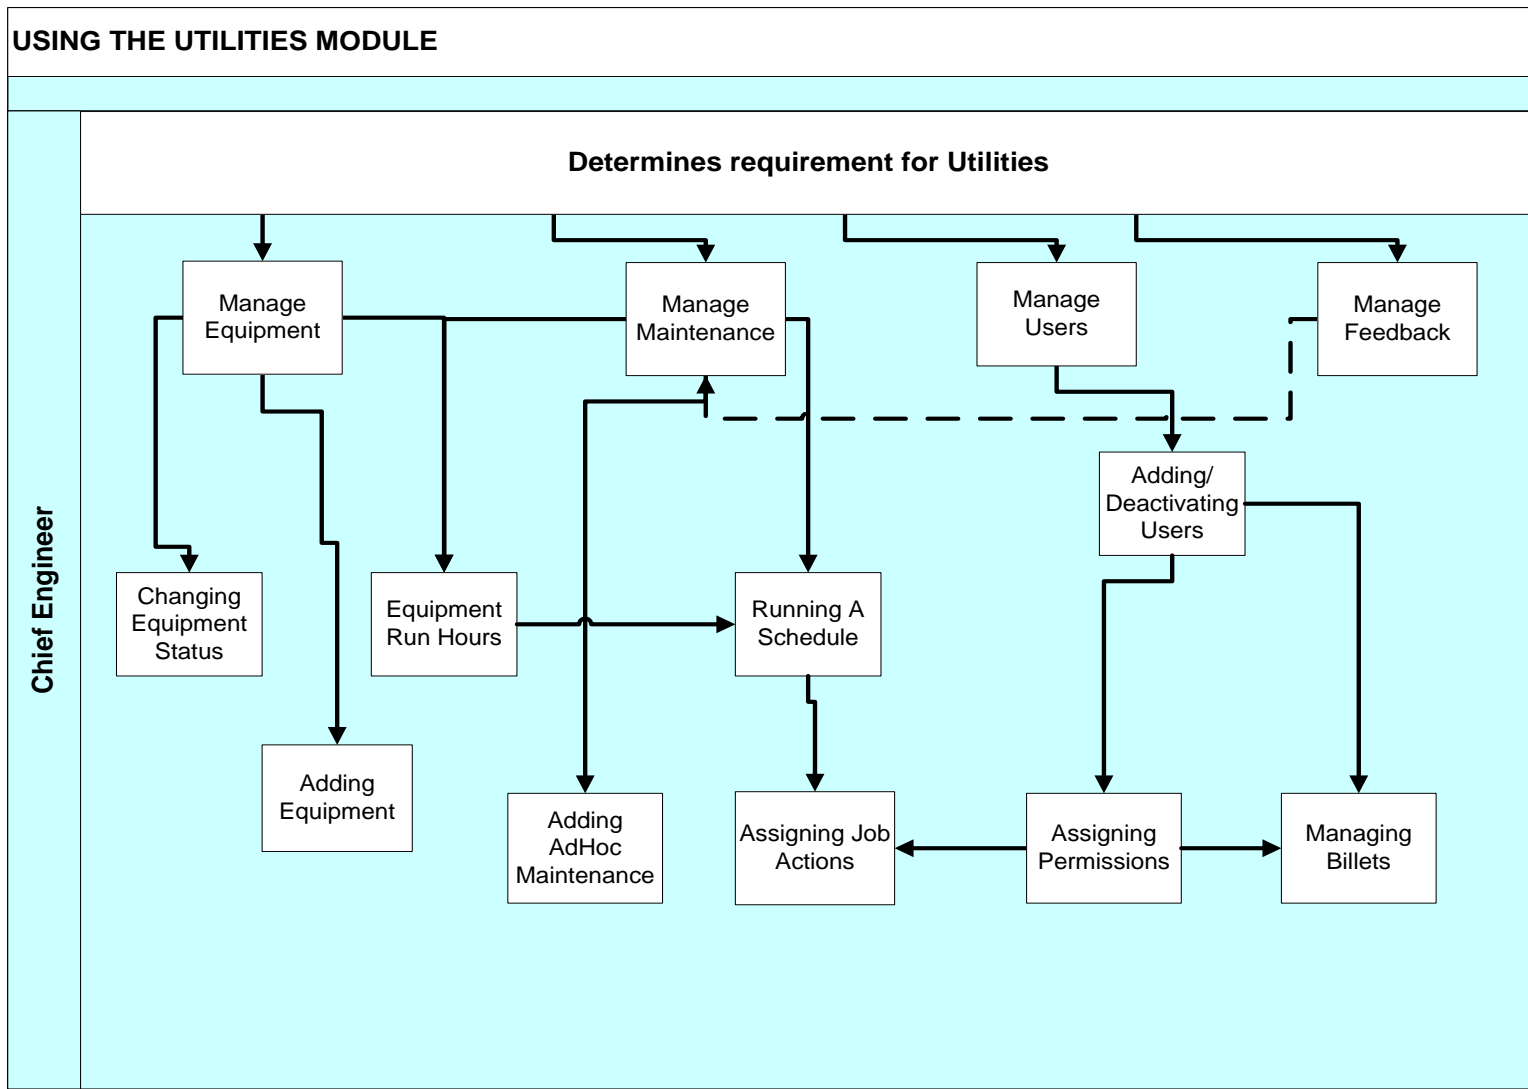 USING THE UTILITIES MODULE
Determines requirement for Utilities
Chief Engineer
Manage
Equipment
Manage
Maintenance
Manage
Users
Manage
Feedback
Adding/
Deactivating
Users
Changing
Equipment
Status
Equipment
Run Hours
Running A
Schedule
Adding
Equipment
Adding
AdHoc
Maintenance
Assigning Job
Actions
Assigning
Permissions
Managing
Billets